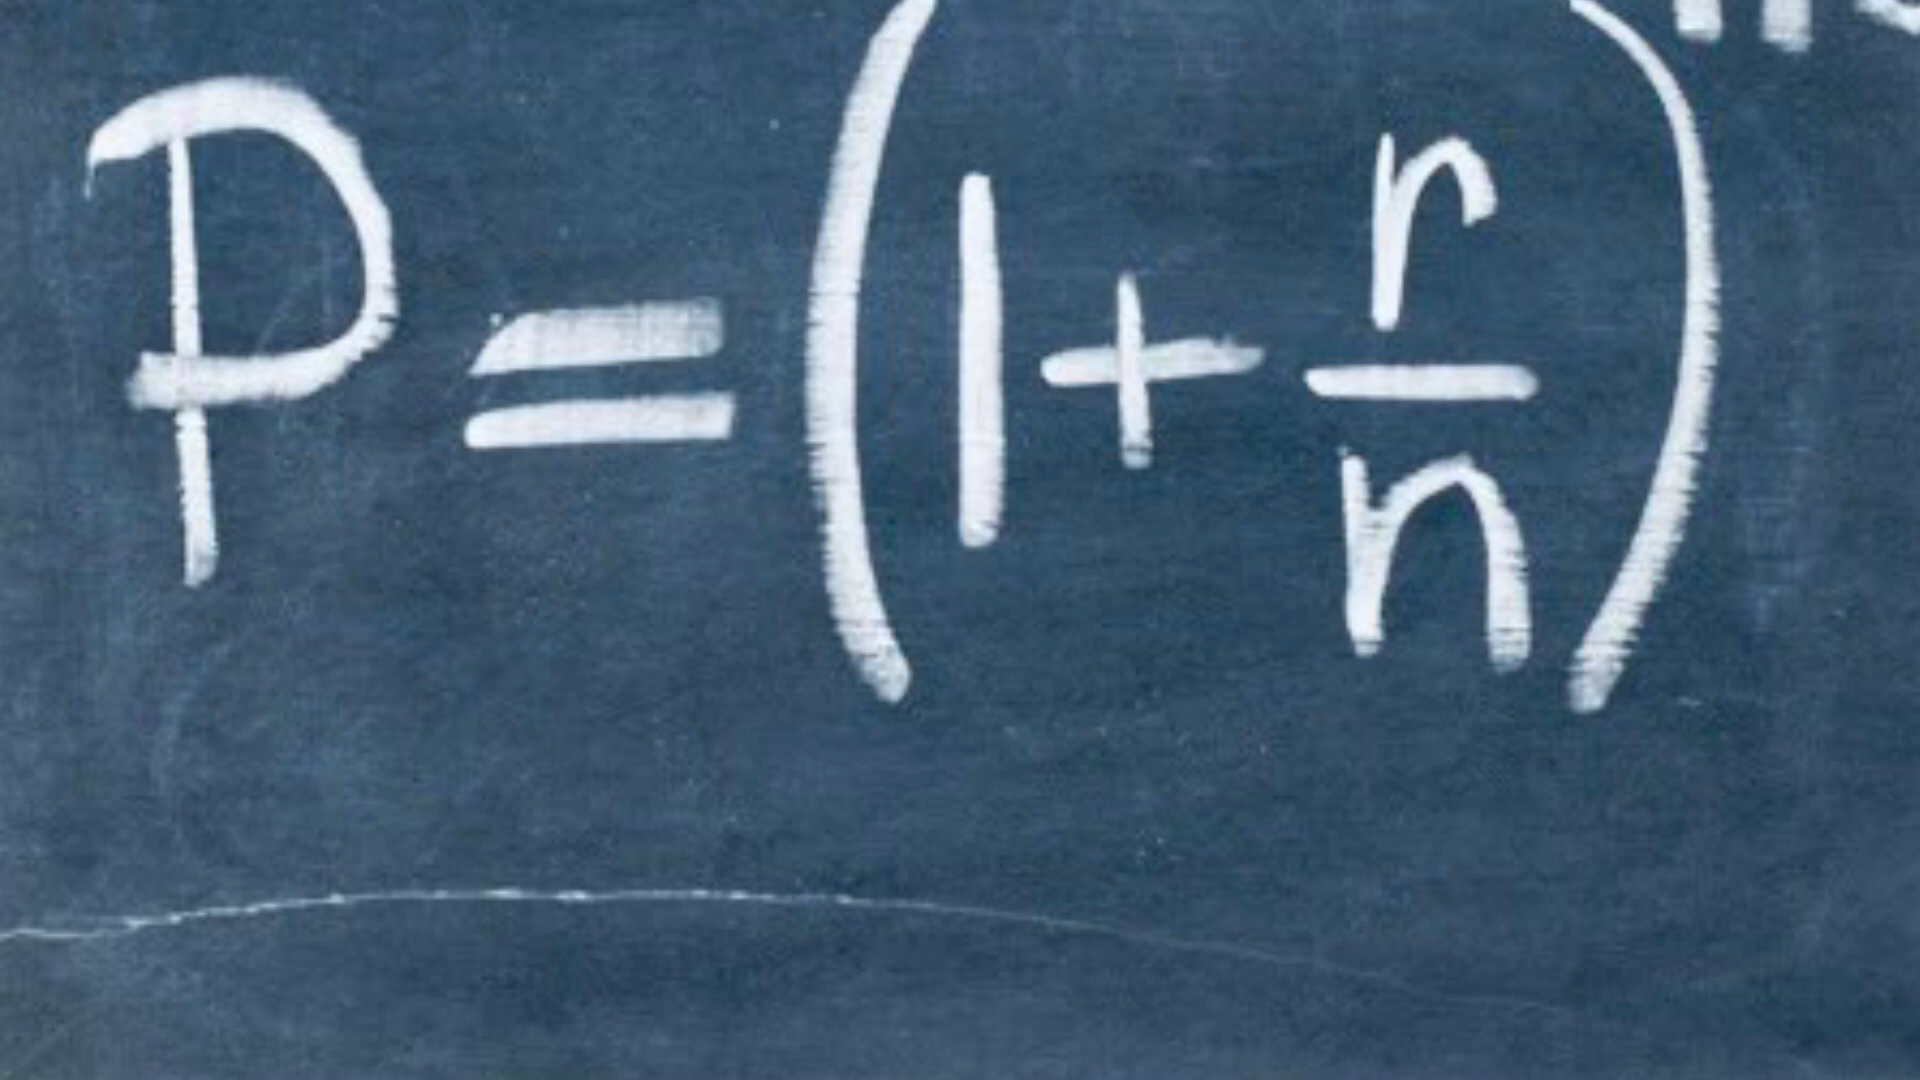 P = (1 + r/n)